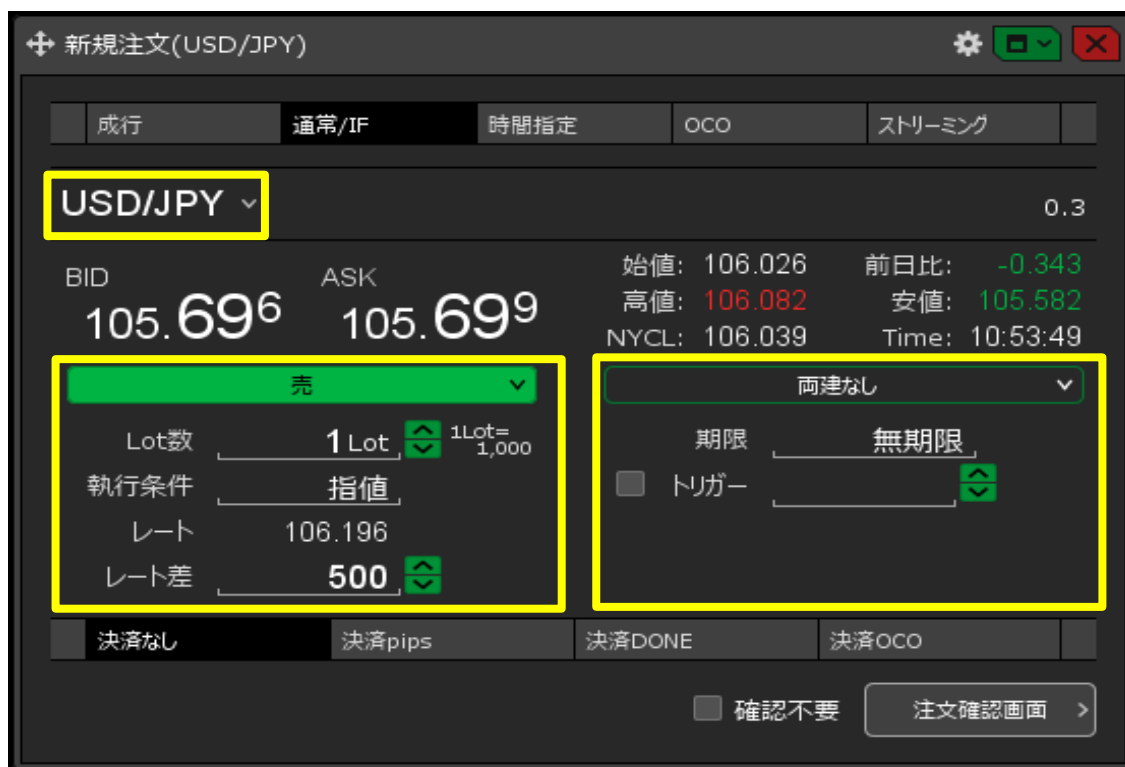 新規注文(USD/JPY)
成行 通常/IF 時間指定 OCO ストリーミング
USD/JPY 0.3
BID ASK
105.696 105.699
始値: 106.026 前日比: -0.343
高値: 106.082 安値: 105.582
NYCL: 106.039 Time: 10:53:49
売
Lot数 1 Lot 1Lot=
1,000
執行条件 指値
レート 106.196
レート差 500
両建なし
期限 無期限
トリガー
決済なし 決済pips 決済DONE 決済OCO
確認不要 注文確認画面 >